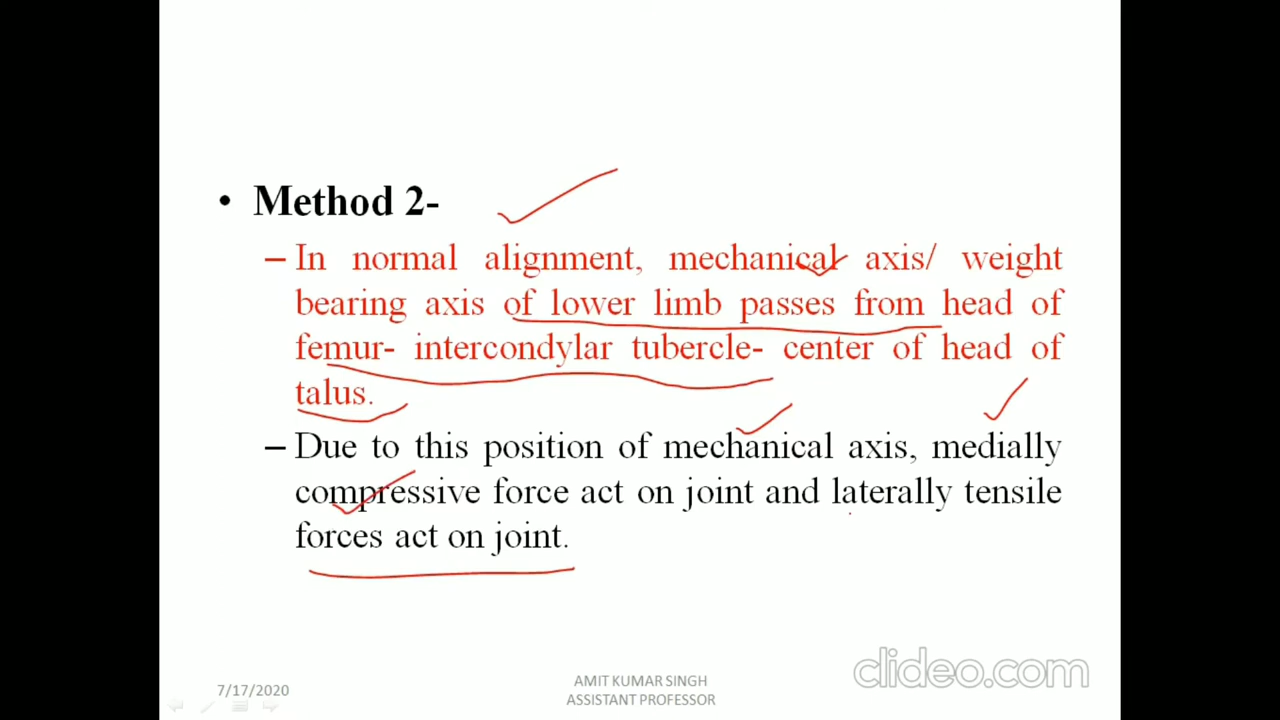 • Method 2-
– In normal alignment, mechanical axis/ weight
bearing axis of lower limb passes from head of
femur- intercondylar tubercle- center of head of
talus.
– Due to this position of mechanical axis, medially
compressive force act on joint and laterally tensile
forces act on joint.
7/17/2020
AMIT KUMAR SINGH
ASSISTANT PROFESSOR
clideo.com